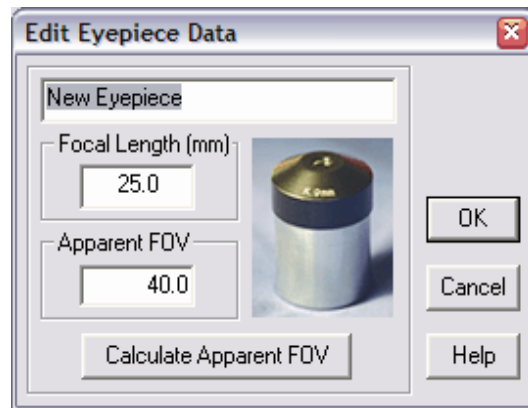 Edit Eyepiece Data
New Eyepiece
Focal Length (mm)
25.0
K 9mm
Apparent FOV
40.0
OK
Cancel
Calculate Apparent FOV
Help